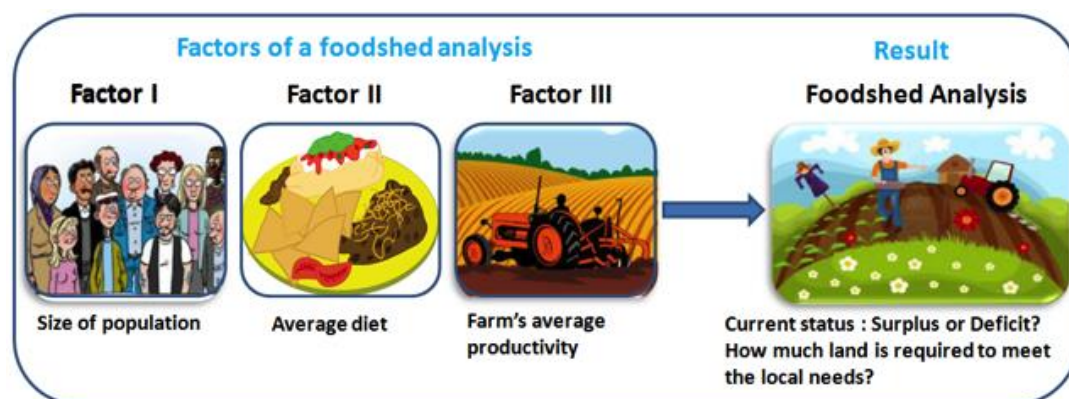 Factors of a foodshed analysis
Result
Factor I
Factor II
Factor III
Foodshed Analysis
Size of population
Average diet
Farm's average
productivity
Current status : Surplus or Deficit?
How much land is required to meet
the local needs?